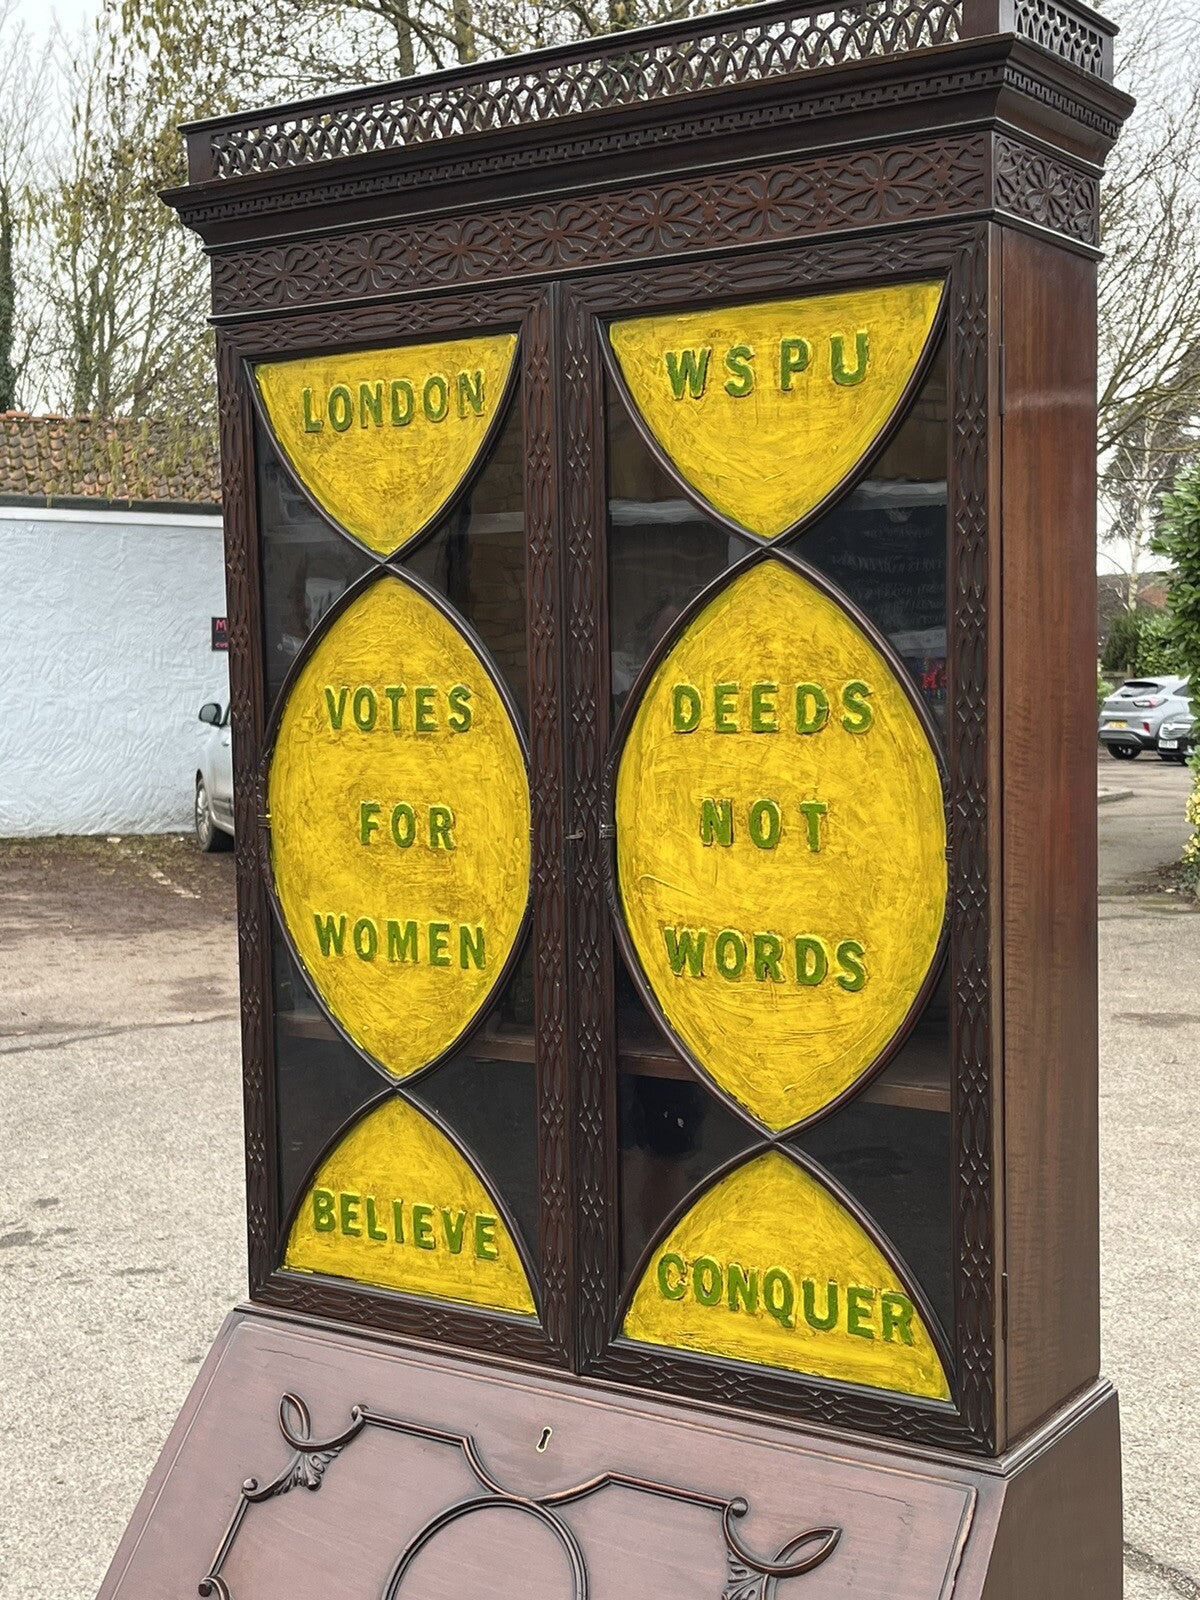 LONDON
VOTES
FOR
WOMEN
BELIEVE
WSPU
DEEDS
NOT
WORDS
CONQUER